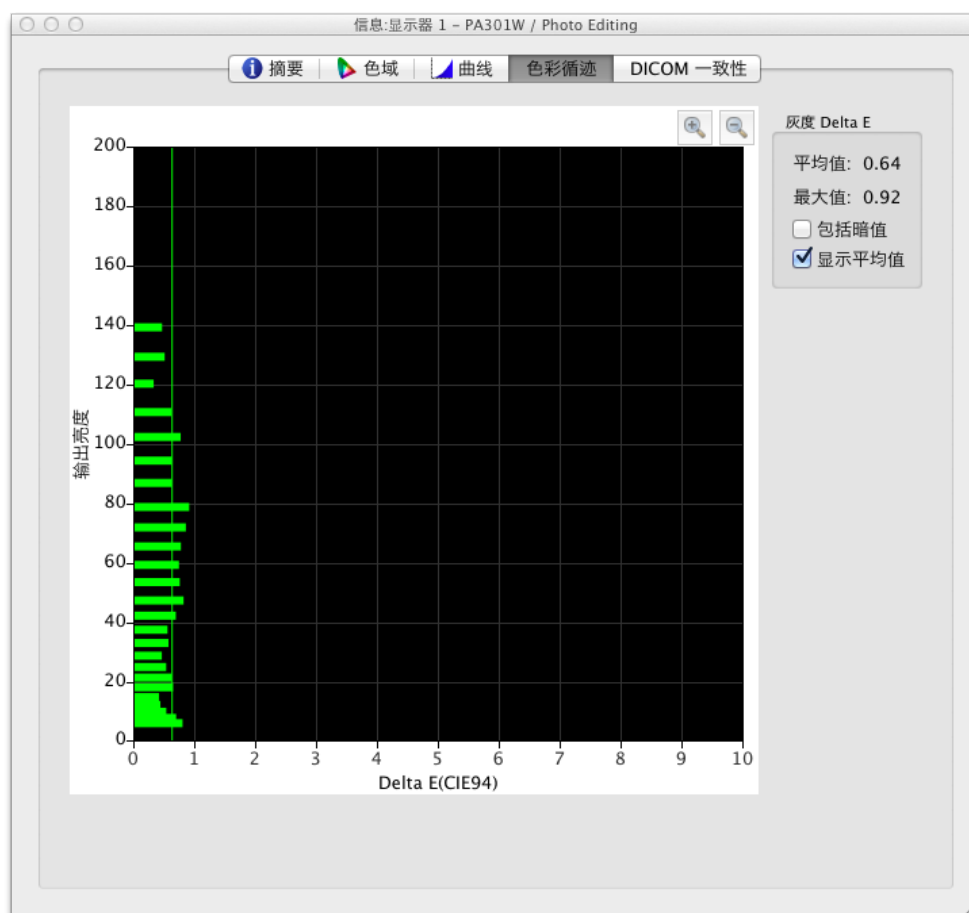 信息:显示器 1 – PA301W / Photo Editing
摘要 色域 曲线 色彩循迹 DICOM 一致性
灰度 Delta E
平均值: 0.64
最大值: 0.92
包括暗值
显示平均值
输出亮度
200
180
160
140
120
100
80
60
40
20
0
0 1 2 3 4 5 6 7 8 9 10
Delta E(CIE94)